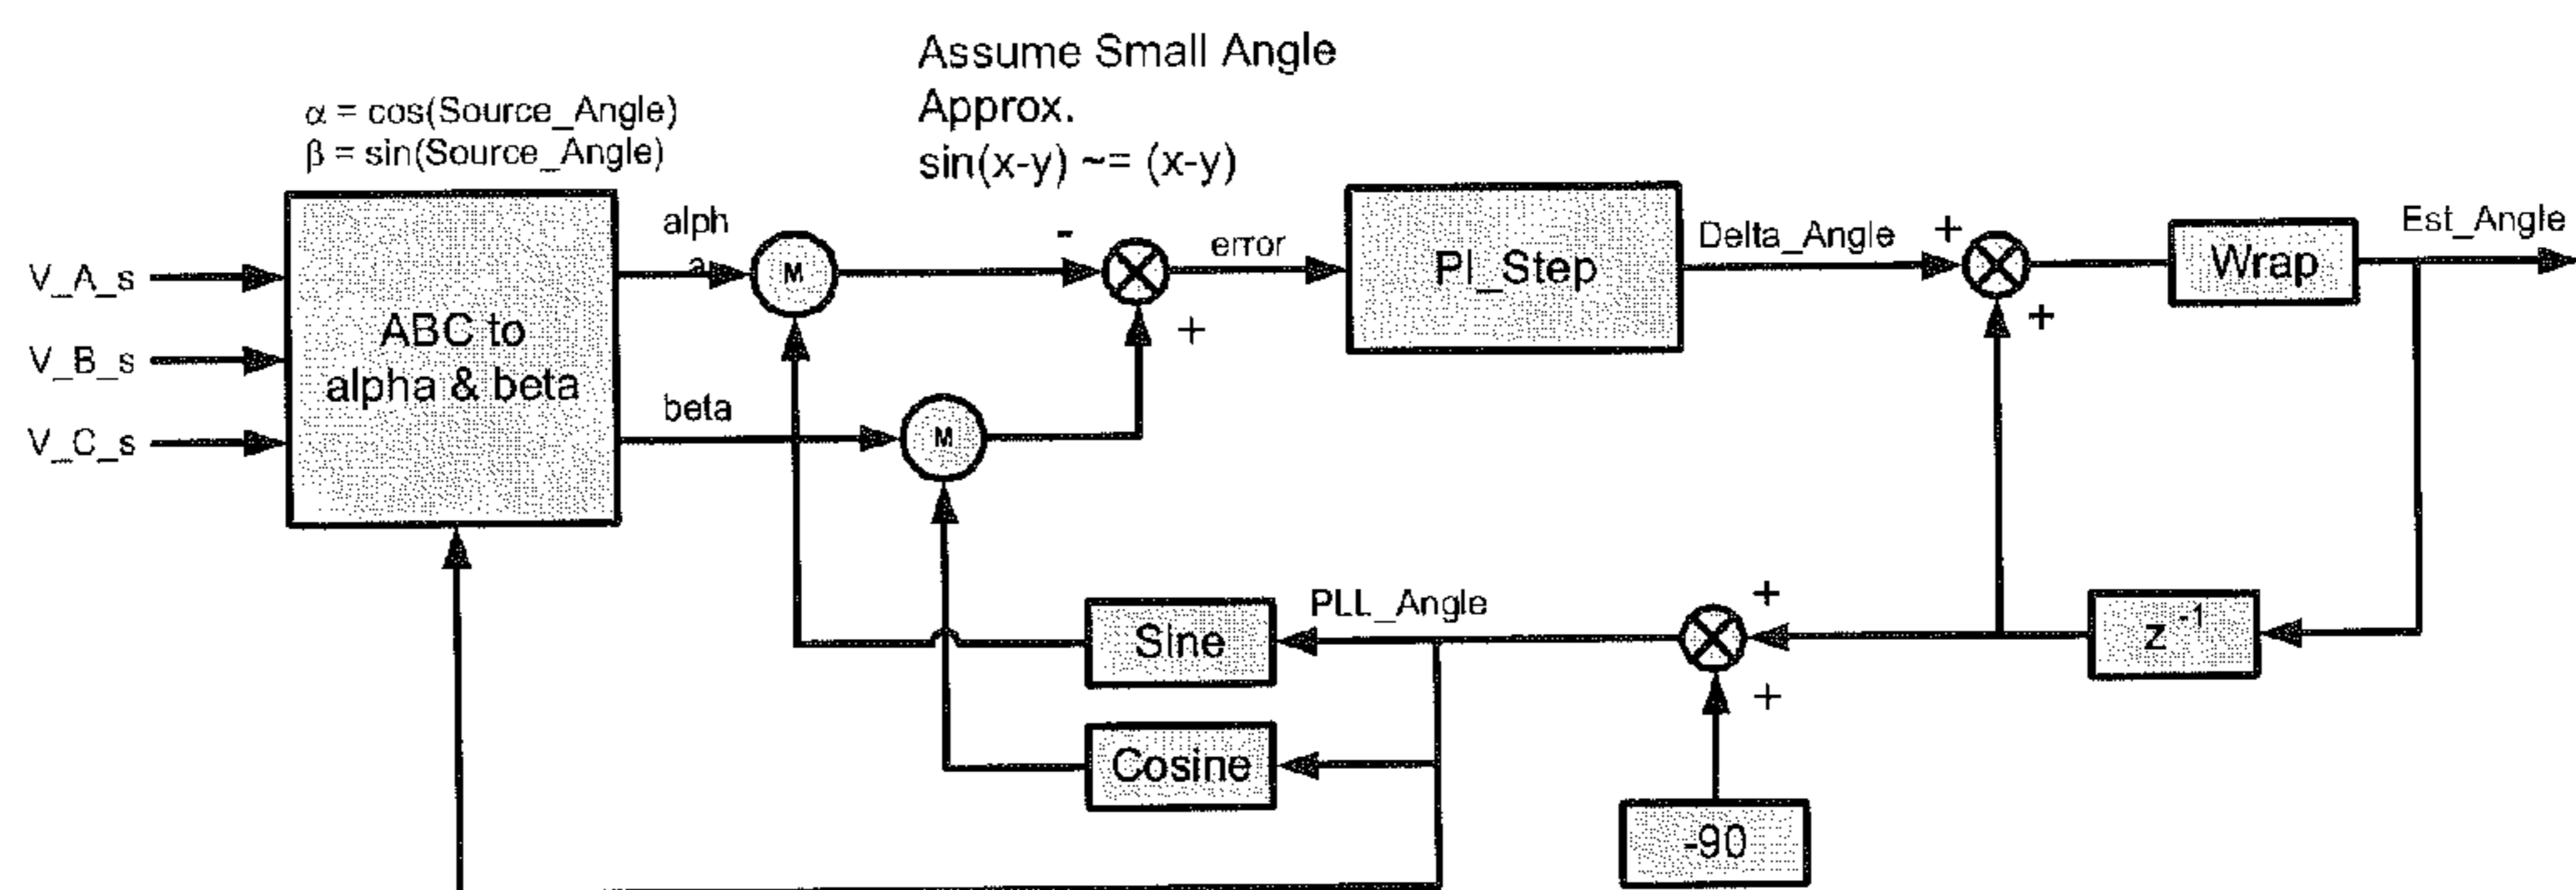 Assume Small Angle
Approx.
sin(x-y) ~= (x-y)
α = cos(Source_Angle)
β = sin(Source_Angle)
V_A_s
V_B_s
V_C_s
ABC to
alpha & beta
alph
a
beta
M
M
-
+
error
PI_Step
Delta_Angle
+
+
Wrap
Est_Angle
Sine
Cosine
PLL_Angle
+
+
-90
z⁻¹